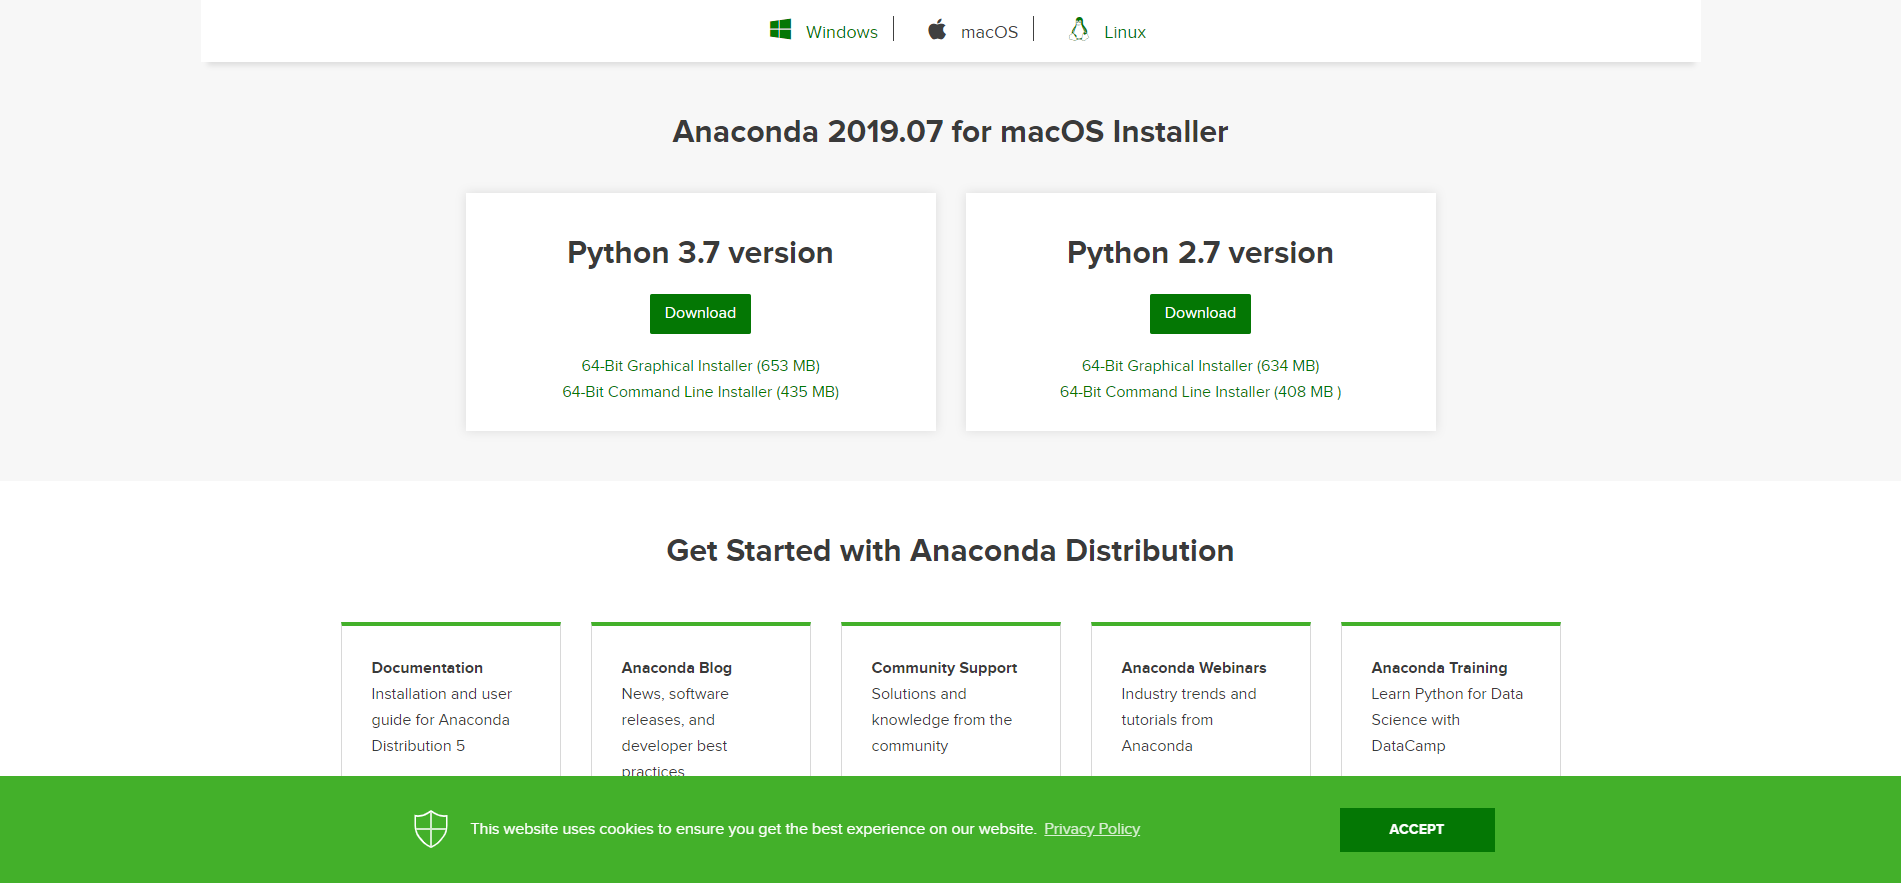 Windows
macOS
Linux
Anaconda 2019.07 for macOS Installer
Python 3.7 version
Download
64-Bit Graphical Installer (653 MB)
64-Bit Command Line Installer (435 MB)
Python 2.7 version
Download
64-Bit Graphical Installer (634 MB)
64-Bit Command Line Installer (408 MB )
Get Started with Anaconda Distribution
Documentation
Installation and user
guide for Anaconda
Distribution 5
Anaconda Blog
News, software
releases, and
developer best
practices
Community Support
Solutions and
knowledge from the
community
Anaconda Webinars
Industry trends and
tutorials from
Anaconda
Anaconda Training
Learn Python for Data
Science with
DataCamp
This website uses cookies to ensure you get the best experience on our website. Privacy Policy
ACCEPT